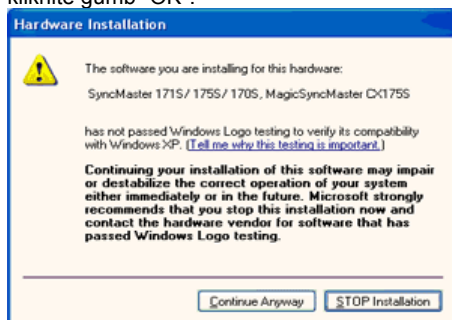 kliknite gumb "OK".
Hardware Installation
The software you are installing for this hardware:
SyncMaster 171S/ 175S/ 170S, MagicSyncMaster CX175S
has not passed Windows Logo testing to verify its compatibility
with Windows XP. (Tell me why this testing is important.)
Continuing your installation of this software may impair
or destabilize the correct operation of your system
either immediately or in the future. Microsoft strongly
recommends that you stop this installation now and
contact the hardware vendor for software that has
passed Windows Logo testing.
Continue Anyway
STOP Installation